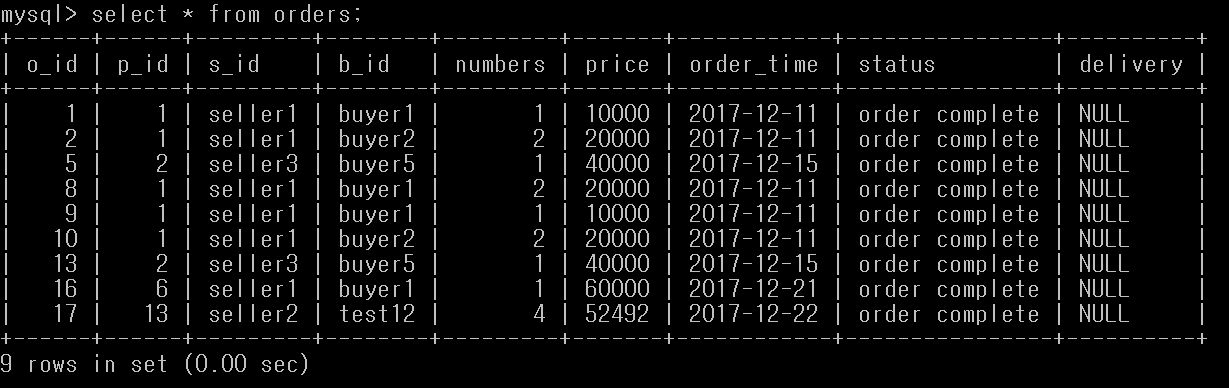 mysql> select * from orders;
+------+------+---------+--------+---------+-------+------------+----------------+----------+
| o_id | p_id | s_id    | b_id   | numbers | price | order_time | status         | delivery |
+------+------+---------+--------+---------+-------+------------+----------------+----------+
|    1 |    1 | seller1 | buyer1 |       1 | 10000 | 2017-12-11 | order complete | NULL     |
|    2 |    1 | seller1 | buyer2 |       2 | 20000 | 2017-12-11 | order complete | NULL     |
|    5 |    2 | seller3 | buyer5 |       1 | 40000 | 2017-12-15 | order complete | NULL     |
|    8 |    1 | seller1 | buyer1 |       2 | 20000 | 2017-12-11 | order complete | NULL     |
|    9 |    1 | seller1 | buyer1 |       1 | 10000 | 2017-12-11 | order complete | NULL     |
|   10 |    1 | seller1 | buyer2 |       2 | 20000 | 2017-12-11 | order complete | NULL     |
|   13 |    2 | seller3 | buyer5 |       1 | 40000 | 2017-12-15 | order complete | NULL     |
|   16 |    6 | seller1 | buyer1 |       1 | 60000 | 2017-12-21 | order complete | NULL     |
|   17 |   13 | seller2 | test12 |       4 | 52492 | 2017-12-22 | order complete | NULL     |
+------+------+---------+--------+---------+-------+------------+----------------+----------+
9 rows in set (0.00 sec)